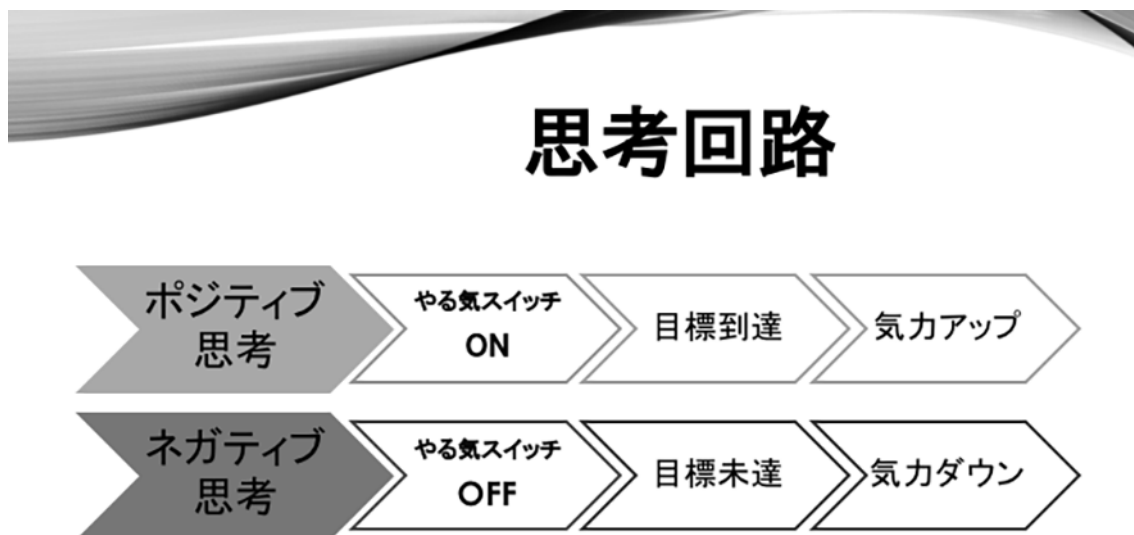 思考回路
ポジティブ
思考
やる気スイッチ
ON
目標到達
気力アップ
ネガティブ
思考
やる気スイッチ
OFF
目標未達
気力ダウン